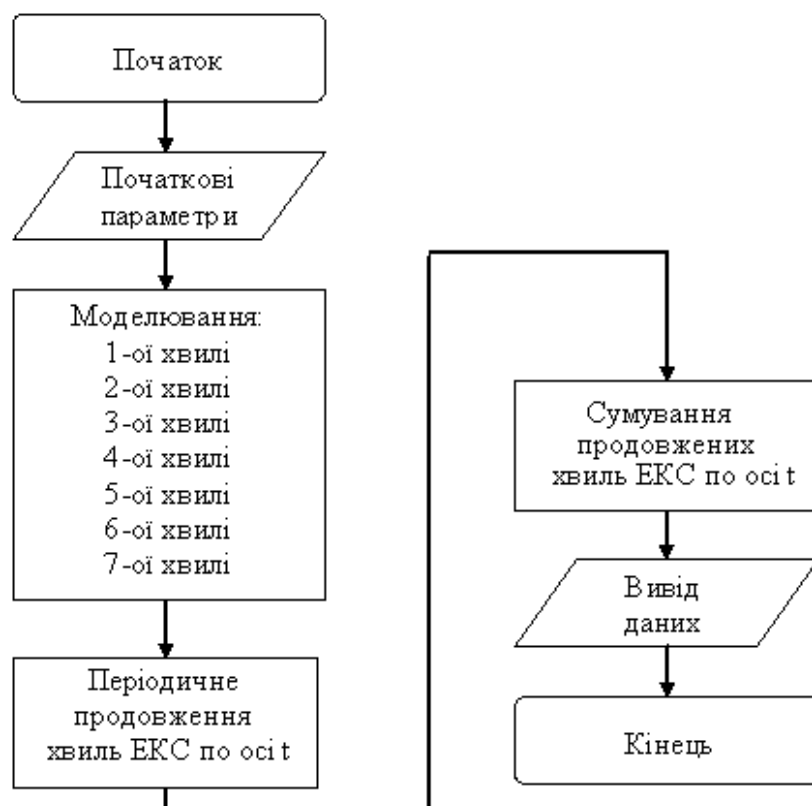 Початок
Початкові
параметри
Моделювання:
1-ої хвилі
2-ої хвилі
3-ої хвилі
4-ої хвилі
5-ої хвилі
6-ої хвилі
7-ої хвилі
Періодичне
продовження
хвиль ЕКС по осі t
Сумування
продовжених
хвиль ЕКС по осі t
Вивід
даних
Кінець